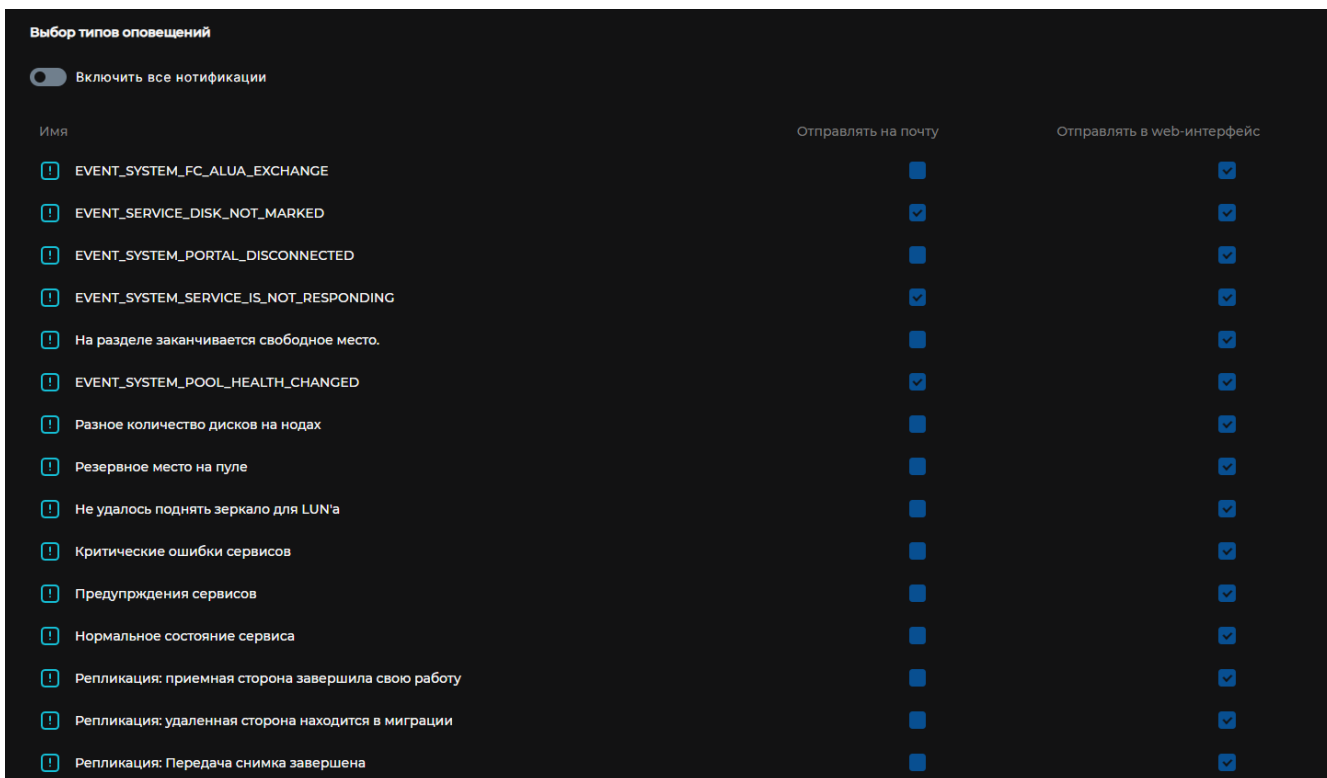 Выбор типов оповещений
Включить все нотификации
Имя Отправлять на почту Отправлять в web-интерфейс
EVENT_SYSTEM_FC_ALUA_EXCHANGE
EVENT_SERVICE_DISK_NOT_MARKED
EVENT_SYSTEM_PORTAL_DISCONNECTED
EVENT_SYSTEM_SERVICE_IS_NOT_RESPONDING
На разделе заканчивается свободное место.
EVENT_SYSTEM_POOL_HEALTH_CHANGED
Разное количество дисков на нодах
Резервное место на пуле
Не удалось поднять зеркало для LUN'а
Критические ошибки сервисов
Предупрждения сервисов
Нормальное состояние сервиса
Репликация: приемная сторона завершила свою работу
Репликация: удаленная сторона находится в миграции
Репликация: Передача снимка завершена